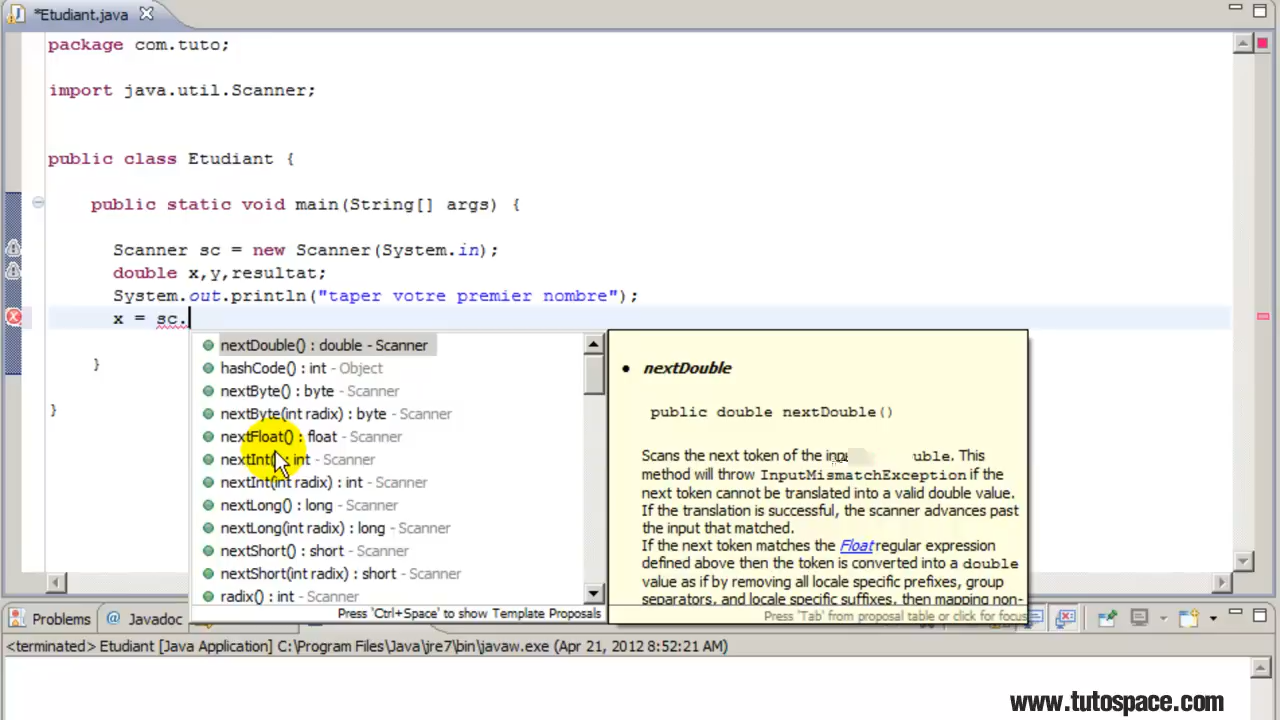 *Etudiant.java
package com.tuto;
import java.util.Scanner;
public class Etudiant {
public static void main(String[] args) {
Scanner sc = new Scanner(System.in);
double x,y,resultat;
System.out.println("taper votre premier nombre");
x = sc.
}
}
nextDouble() : double - Scanner
hashCode() : int - Object
nextByte() : byte - Scanner
nextByte(int radix) : byte - Scanner
nextFloat() : float - Scanner
nextInt() : int - Scanner
nextInt(int radix) : int - Scanner
nextLong() : long - Scanner
nextLong(int radix) : long - Scanner
nextShort() : short - Scanner
nextShort(int radix) : short - Scanner
radix() : int - Scanner
Press 'Ctrl+Space' to show Template Proposals
• nextDouble
public double nextDouble()
Scans the next token of the uble. This
method will throw InputMismatchException if the
next token cannot be translated into a valid double value.
If the translation is successful, the scanner advances past
the input that matched.
If the next token matches the Float regular expression
defined above then the token is converted into a double
value as if by removing all locale specific prefixes, group
separators, and locale specific suffixes, then mapping non-
Press 'Tab' from proposal table or click for focus
Problems @ Javadoc
<terminated> Etudiant [Java Application] C:\Program Files\Java\jre7\bin\javaw.exe (Apr 21, 2012 8:52:21 AM)
www.tutospace.com